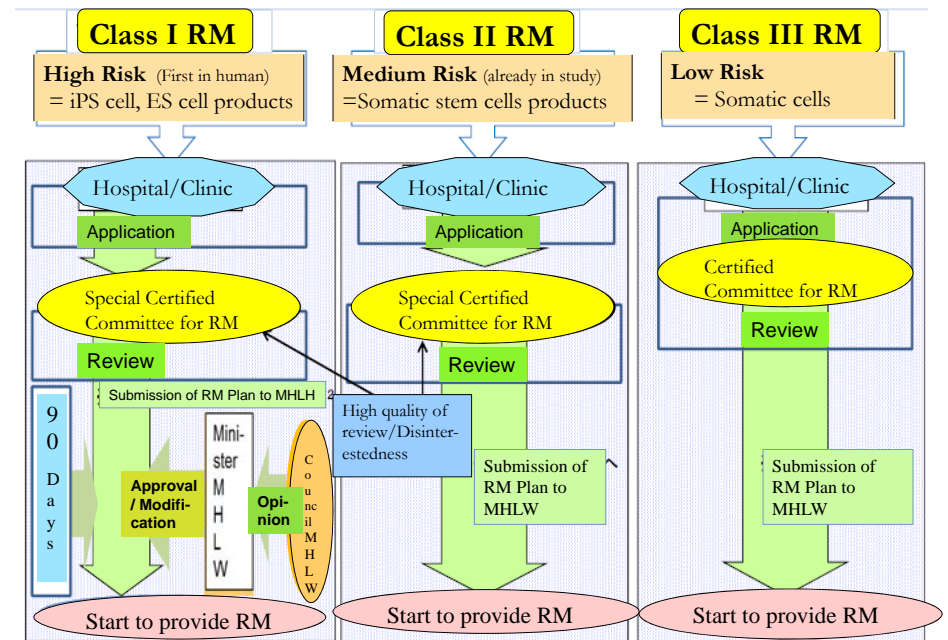 Class I RM
High Risk (First in human)
= iPS cell, ES cell products
Hospital/Clinic
Application
Special Certified
Committee for RM
Review
Submission of RM Plan to MHLH
2
90 Days
Approval
/ Modifi-
cation
Mini-
ster
M
H
L
W
Opi-
nion
Council MHLW
Start to provide RM
Class II RM
Medium Risk (already in study)
=Somatic stem cells products
Hospital/Clinic
Application
Special Certified
Committee for RM
Review
High quality of
review/Disinter-
estedness
Submission of
RM Plan to
MHLW
Start to provide RM
Class III RM
Low Risk
= Somatic cells
Hospital/Clinic
Application
Certified
Committee for RM
Review
Submission of
RM Plan to
MHLW
Start to provide RM